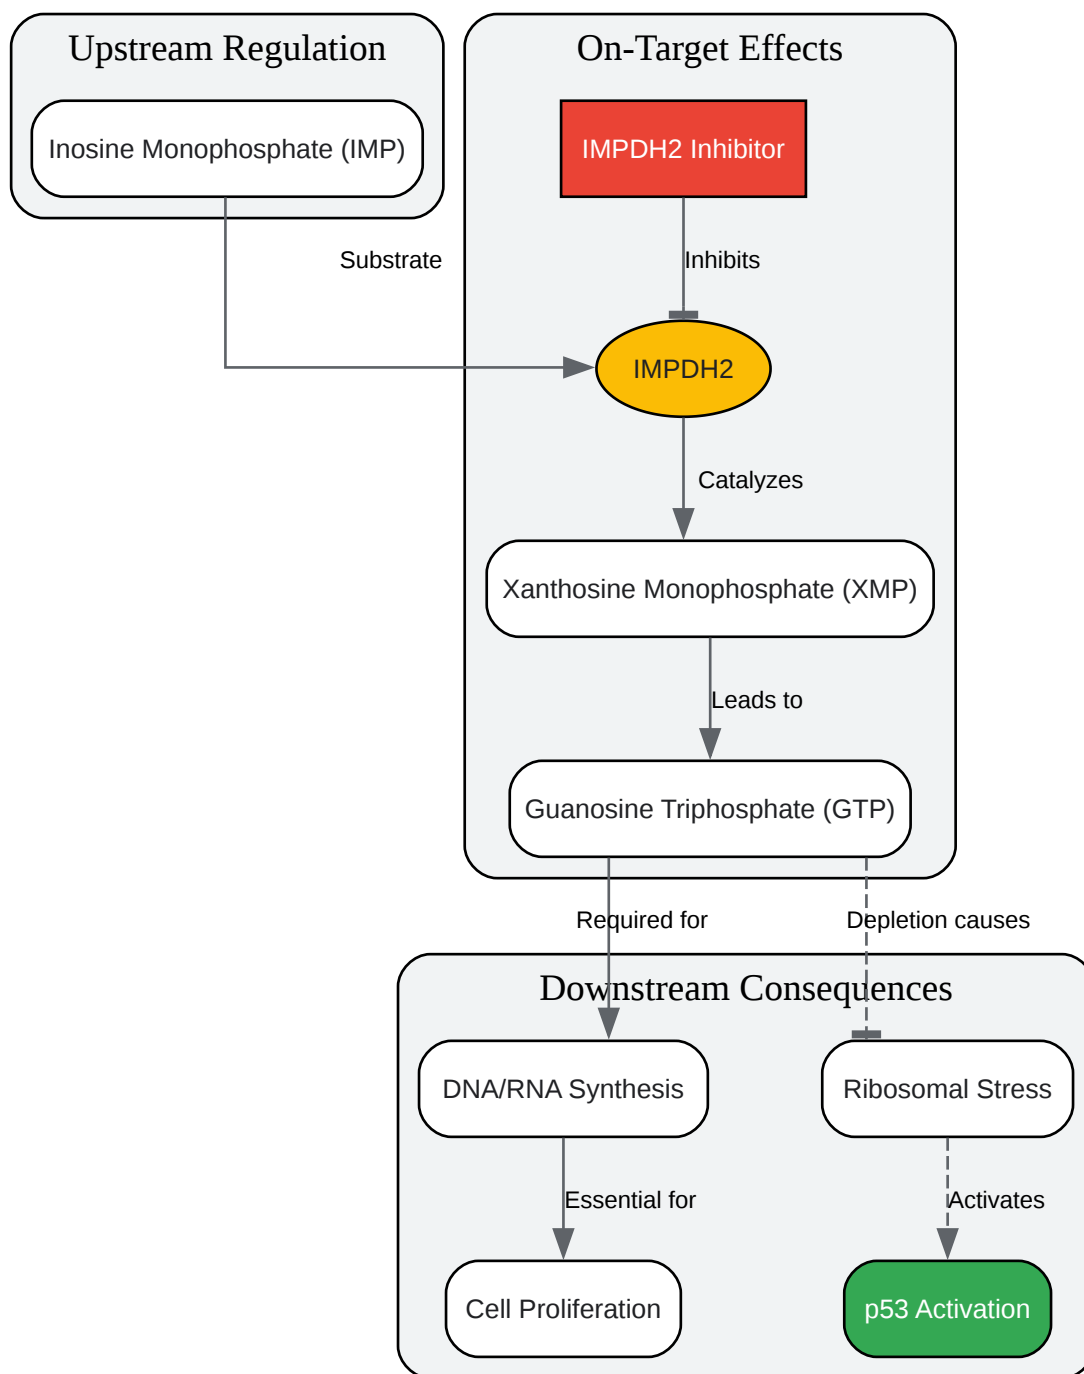 Upstream Regulation
On-Target Effects
Inosine Monophosphate (IMP)
IMPDH2 Inhibitor
Substrate
Inhibits
IMPDH2
Catalyzes
Xanthosine Monophosphate (XMP)
Leads to
Guanosine Triphosphate (GTP)
Required for
Depletion causes
Downstream Consequences
DNA/RNA Synthesis
Ribosomal Stress
Essential for
Activates
Cell Proliferation
p53 Activation